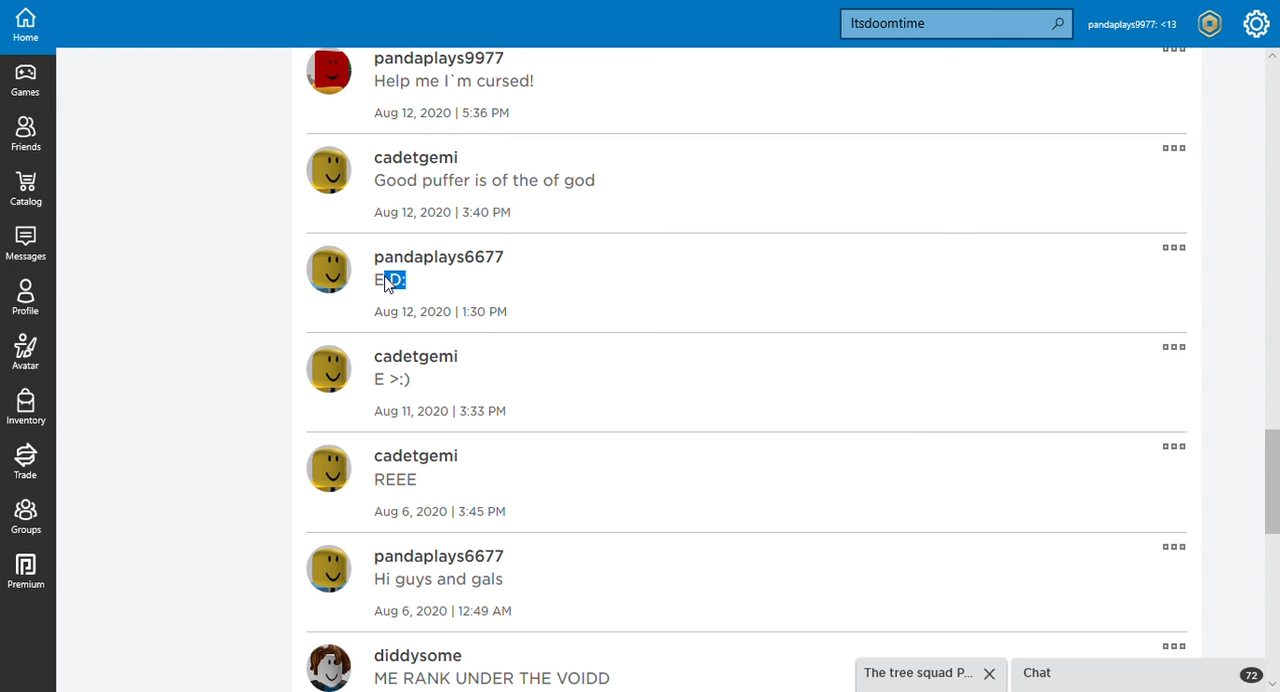 Home
Itsdoomtime
pandaplays9977: <13
Games
Friends
Catalog
Messages
Profile
Avatar
Inventory
Trade
Groups
Premium
pandaplays9977
Help me I`m cursed!
Aug 12, 2020 | 5:36 PM
cadetgemi
Good puffer is of the of god
Aug 12, 2020 | 3:40 PM
pandaplays6677
E D:
Aug 12, 2020 | 1:30 PM
cadetgemi
E >:)
Aug 11, 2020 | 3:33 PM
cadetgemi
REEE
Aug 6, 2020 | 3:45 PM
pandaplays6677
Hi guys and gals
Aug 6, 2020 | 12:49 AM
diddysome
ME RANK UNDER THE VOIDD
The tree squad P...
Chat
72